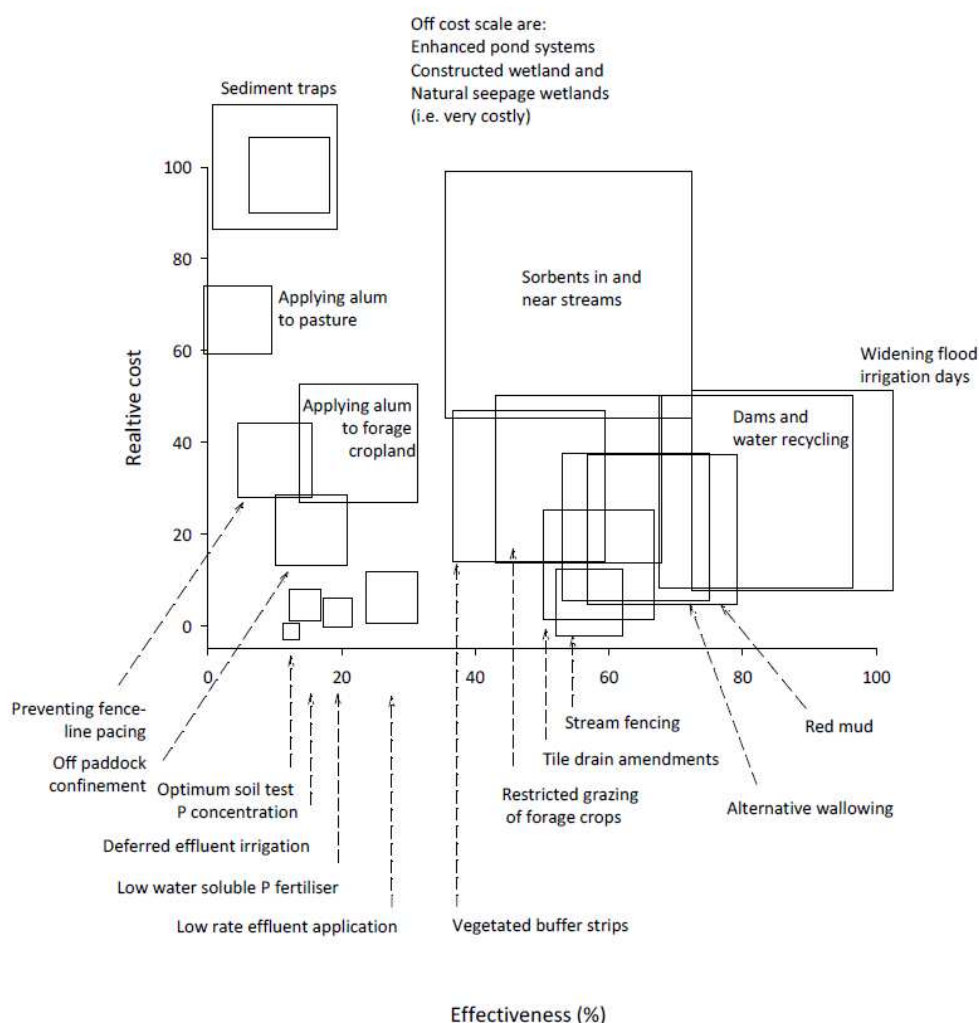 Off cost scale are:
Enhanced pond systems
Constructed wetland and
Natural seepage wetlands
(i.e. very costly)
Sediment traps
100
80
60
40
20
0
Realtive cost
Applying alum
to pasture
Sorbents in and
near streams
Widening flood
irrigation days
Applying alum
to forage
cropland
Dams and
water recycling
0
20
40
60
80
100
Preventing fence-
line pacing
Off paddock
confinement
Optimum soil test
P concentration
Deferred effluent irrigation
Low water soluble P fertiliser
Low rate effluent application
Vegetated buffer strips
Restricted grazing
of forage crops
Tile drain amendments
Stream fencing
Alternative wallowing
Red mud
Effectiveness (%)